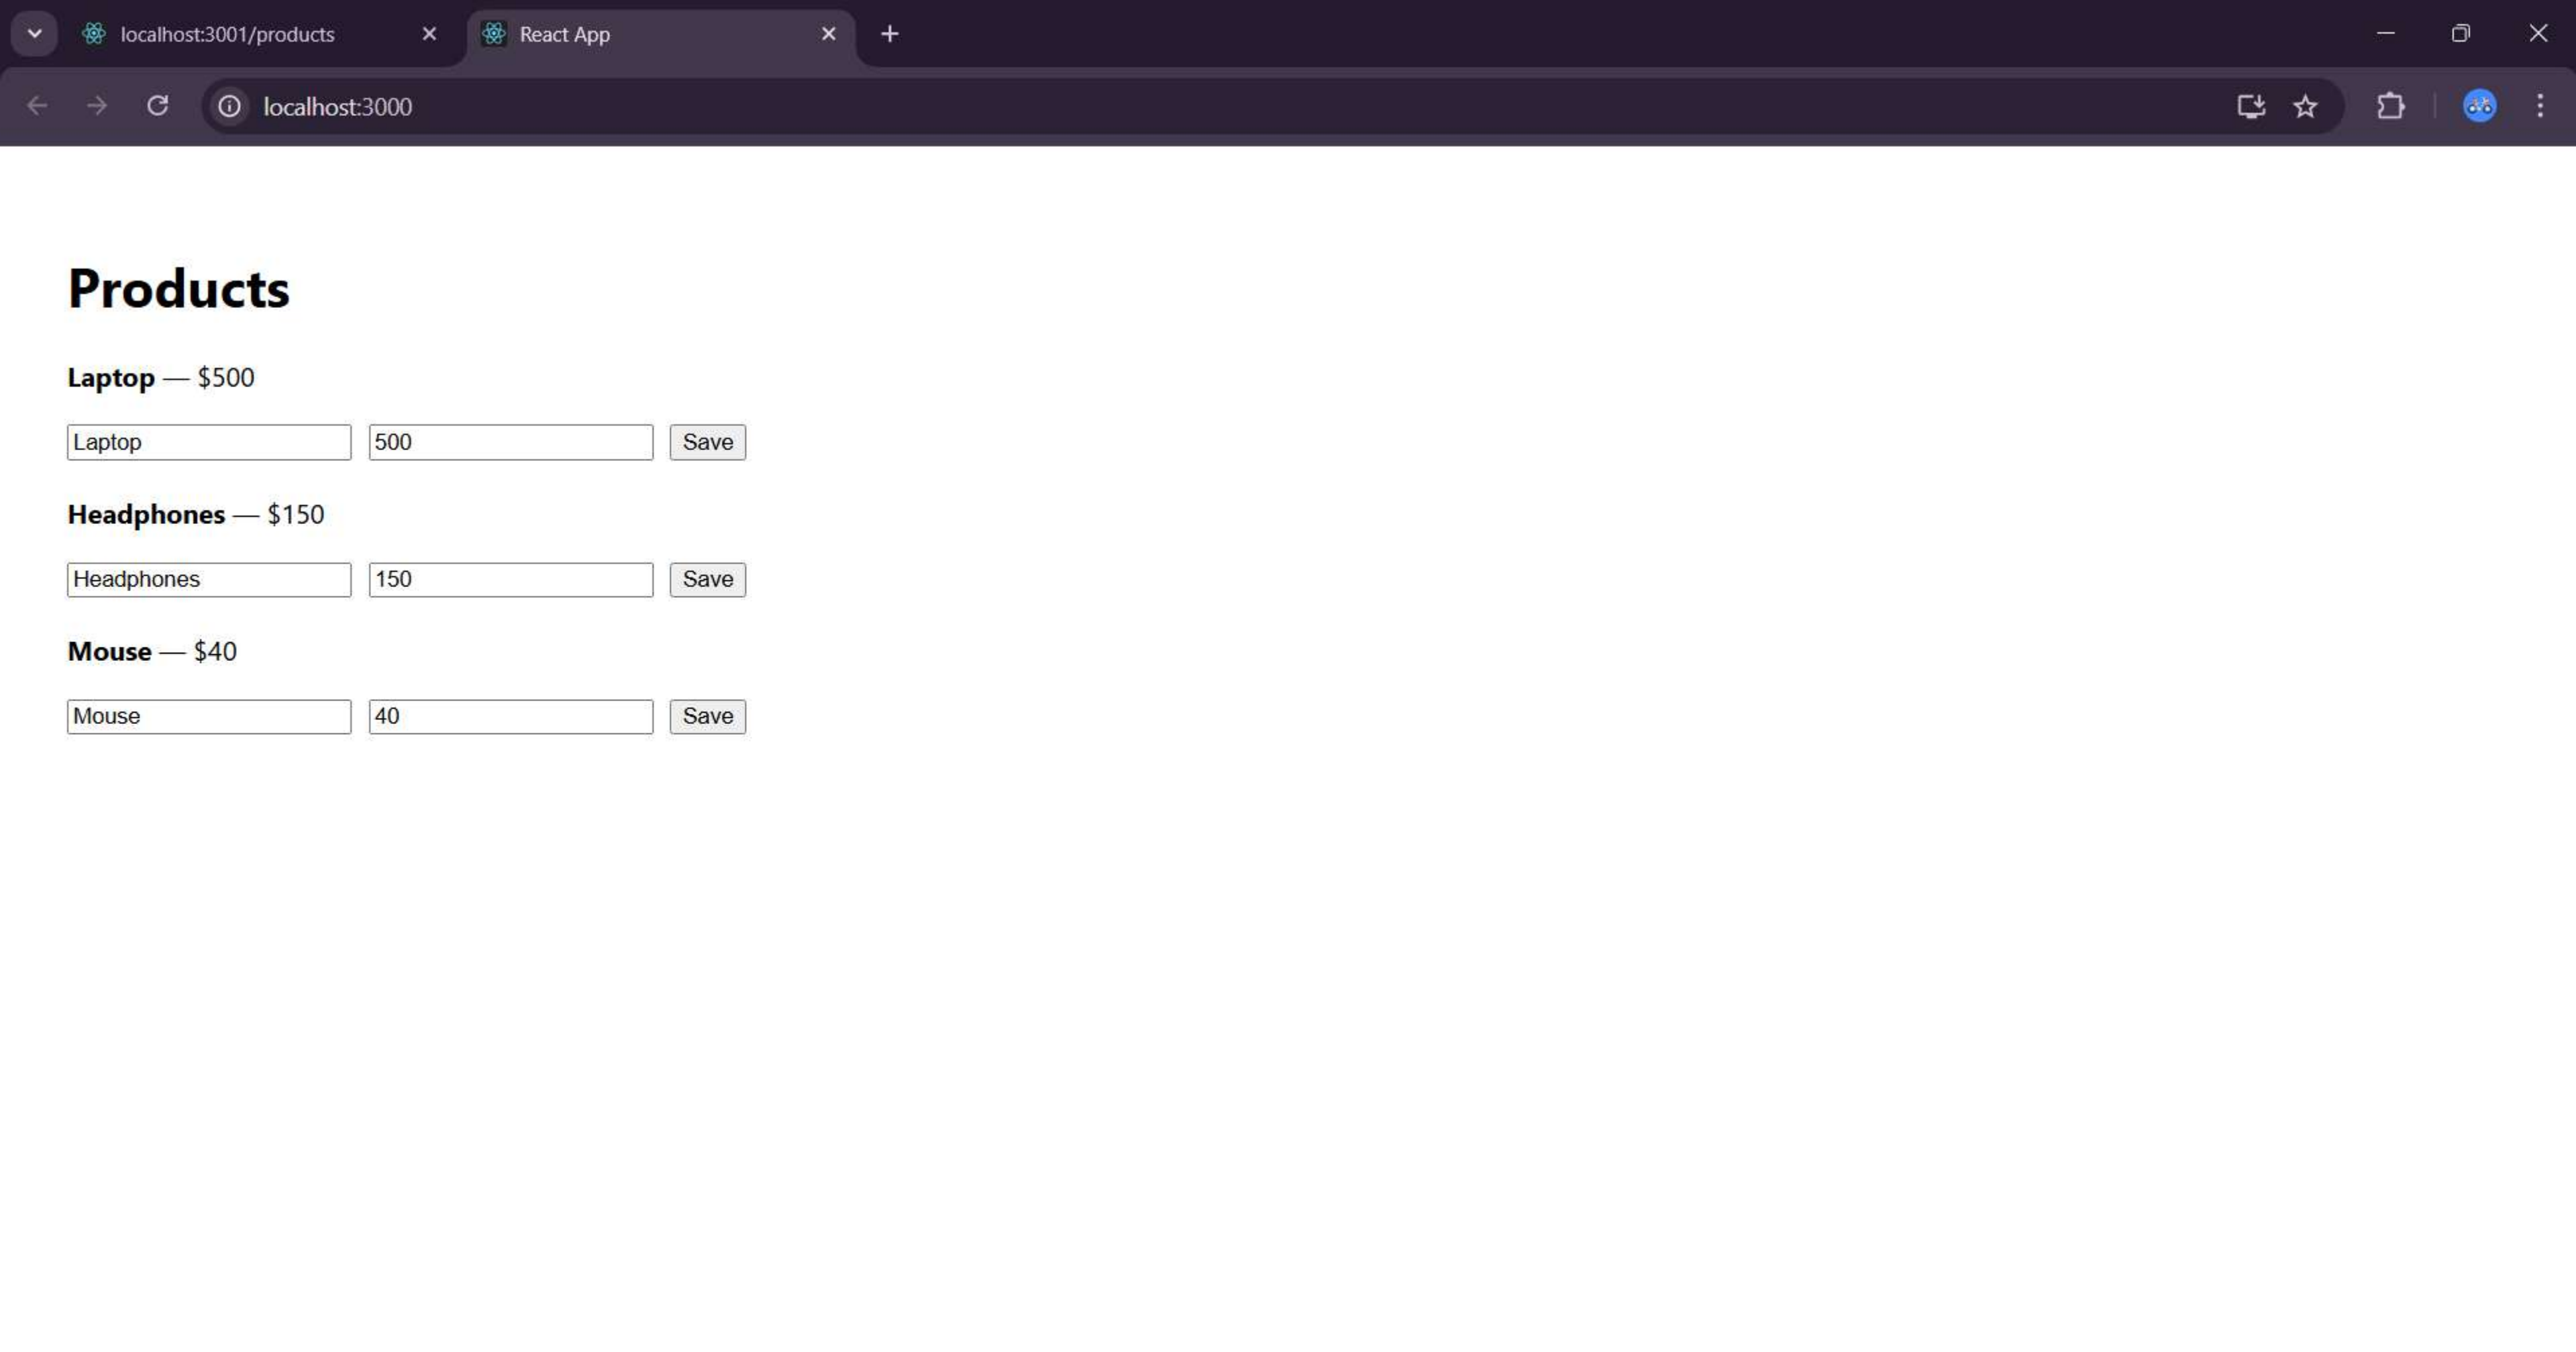 localhost:3001/products
React App
localhost:3000
Products
Laptop — $500
Laptop 500 Save
Headphones — $150
Headphones 150 Save
Mouse — $40
Mouse 40 Save